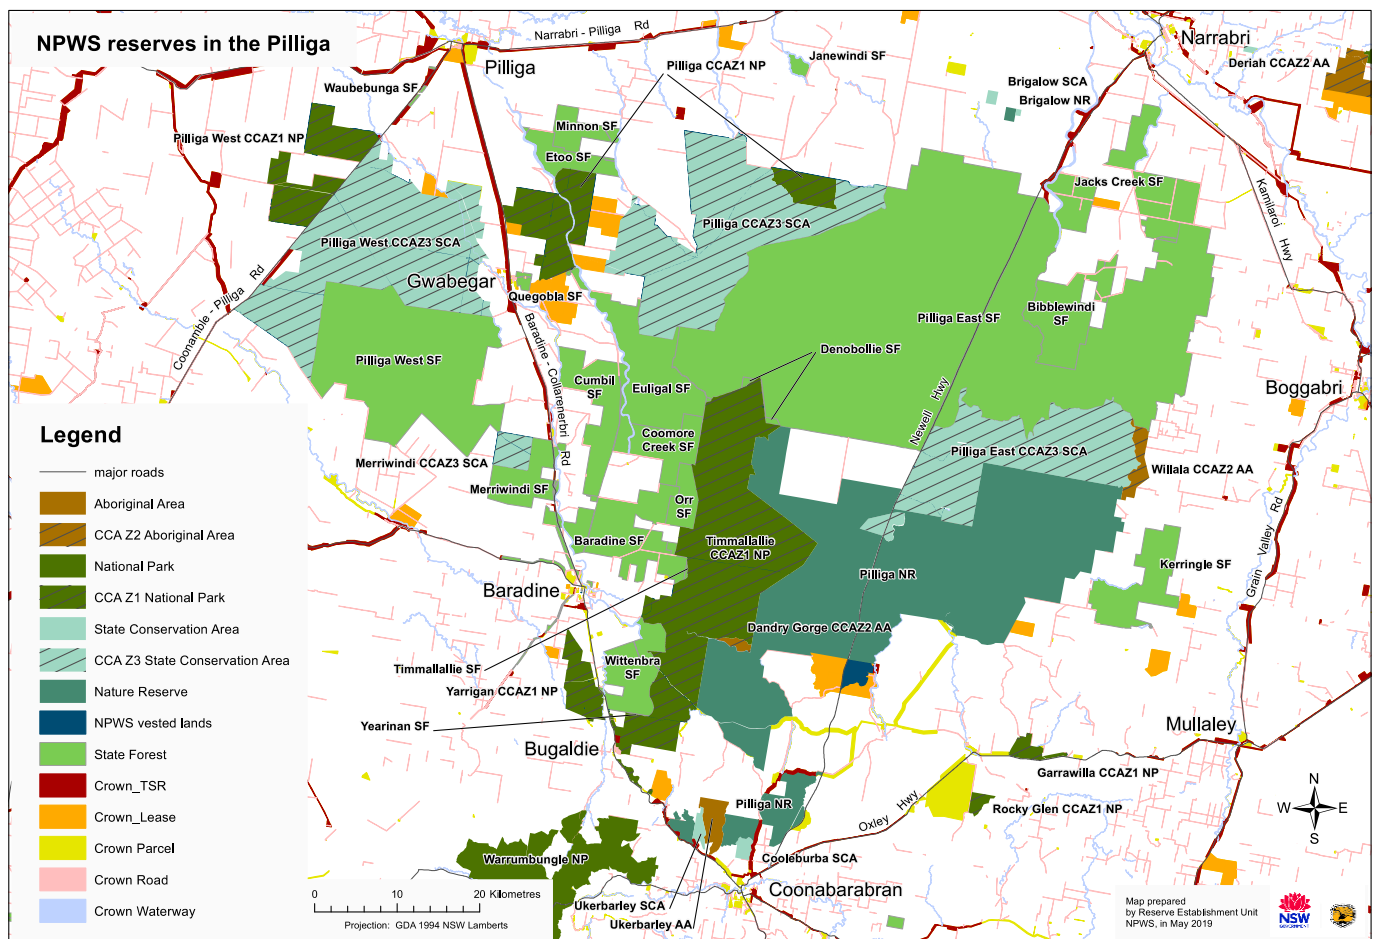 NPWS reserves in the Pilliga
Narrabri - Pilliga Rd
Narrabri
Pilliga
Pilliga CCAZ1 NP
Janewindi SF
Deriah CCAZ2 AA
Waubebunga SF
Brigalow SCA
Brigalow NR
Minnon SF
Pilliga West CCAZ1 NP
Etoo SF
Jacks Creek SF
Kamilaroi Hwy
Pilliga CCAZ3 SCA
Pilliga West CCAZ3 SCA
Gwabegar
Coonamble - Pilliga Rd
Quegobla SF
Pilliga East SF
Bibblewindi
SF
Baradine - Collarenerbri Rd
Denobollie SF
Pilliga West SF
Cumbil
SF
Euligal SF
Newell Hwy
Boggabri
Coomore
Creek SF
Pilliga East CCAZ3 SCA
Merriwindi CCAZ3 SCA
Willala CCAZ2 AA
Merriwindi SF
Orr
SF
Grain Valley Rd
Baradine SF
Timmallallie
CCAZ1 NP
Pilliga NR
Kerringle SF
Baradine
Dandry Gorge CCAZ2 AA
Timmallallie SF
Wittenbra
SF
Yarrigan CCAZ1 NP
Yearinan SF
Bugaldie
Mullaley
Garrawilla CCAZ1 NP
Pilliga NR
Oxley Hwy
Rocky Glen CCAZ1 NP
Warrumbungle NP
Cooleburba SCA
Coonabarabran
Ukerbarley SCA
Ukerbarley AA
Legend
major roads
Aboriginal Area
CCA Z2 Aboriginal Area
National Park
CCA Z1 National Park
State Conservation Area
CCA Z3 State Conservation Area
Nature Reserve
NPWS vested lands
State Forest
Crown_TSR
Crown_Lease
Crown Parcel
Crown Road
Crown Waterway
0 10 20 Kilometres
Projection: GDA 1994 NSW Lamberts
N
W E
S
Map prepared
by Reserve Establishment Unit
NPWS, in May 2019
NSW
GOVERNMENT